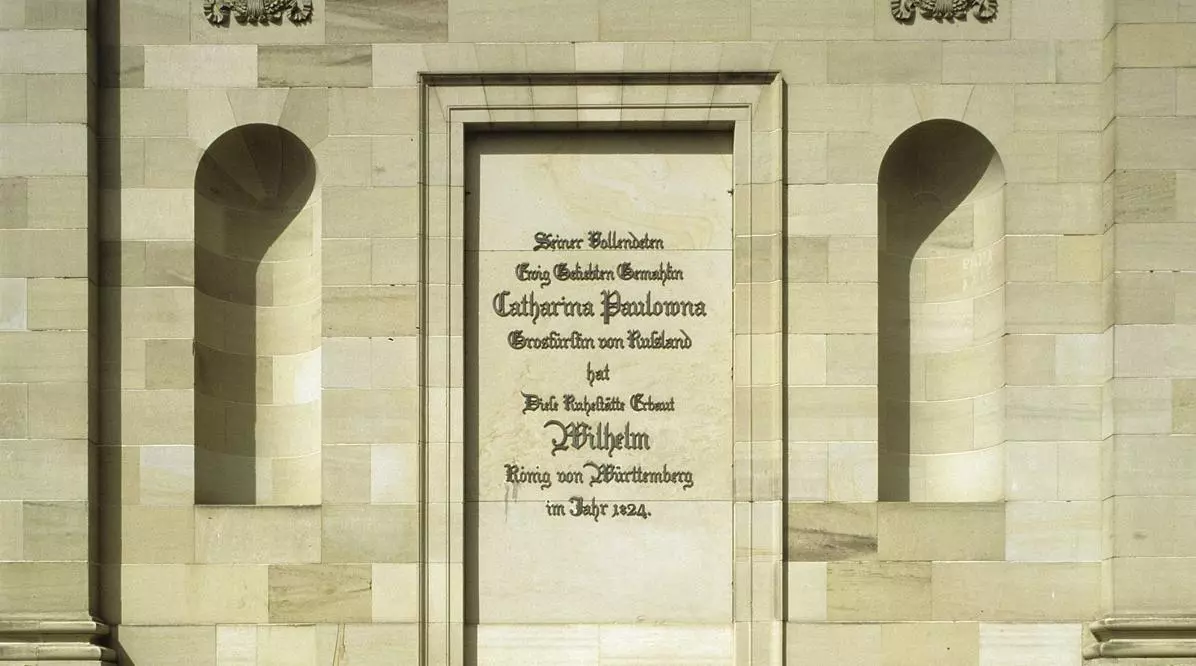 Seiner Vollendeten
Ewig Geliebten Gemahlin
Catharina Paulowna
Grosfürstin von Rußland
hat
Diese Ruhestätte Erbaut
Wilhelm
König von Württemberg
im Jahr 1824.